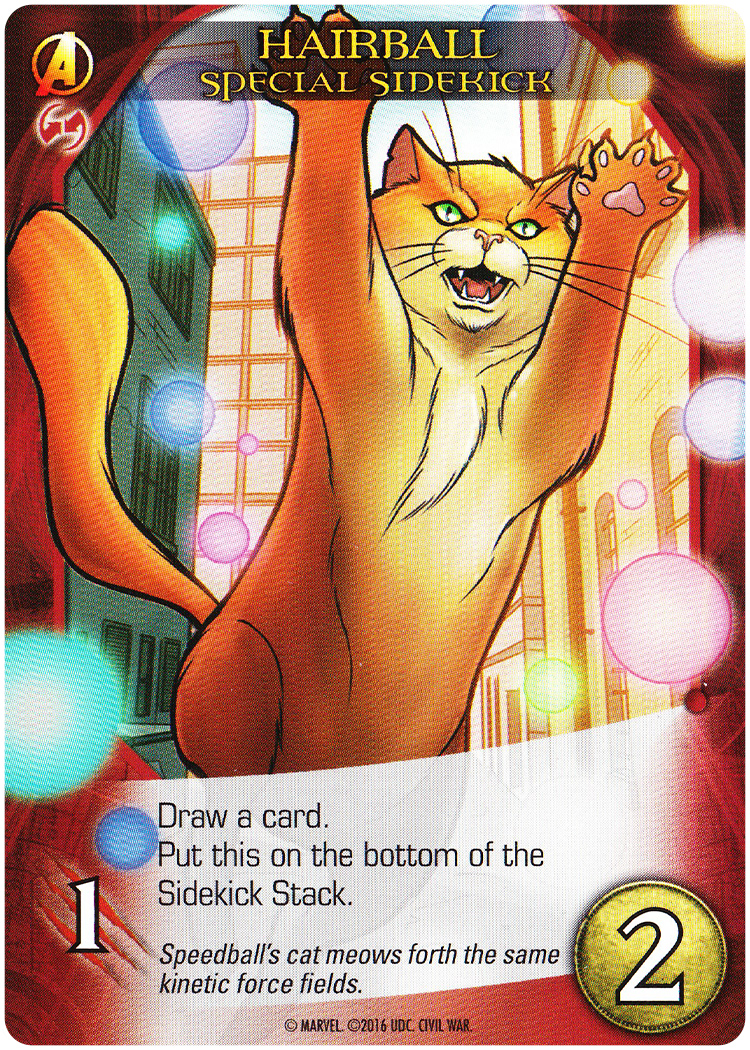 HAIRBALL
SPECIAL SIDEKICK
Draw a card.
Put this on the bottom of the
Sidekick Stack.
1
2
Speedball's cat meows forth the same
kinetic force fields.
© MARVEL. ©2016 UDC. CIVIL WAR.